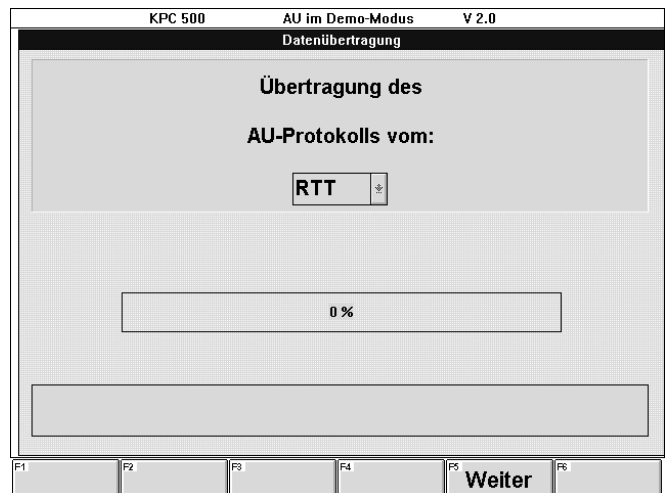 KPC 500 AU im Demo-Modus V 2.0
Datenübertragung
Übertragung des
AU-Protokolls vom:
RTT
0 %
F1 F2 F3 F4 F5 Weiter F6